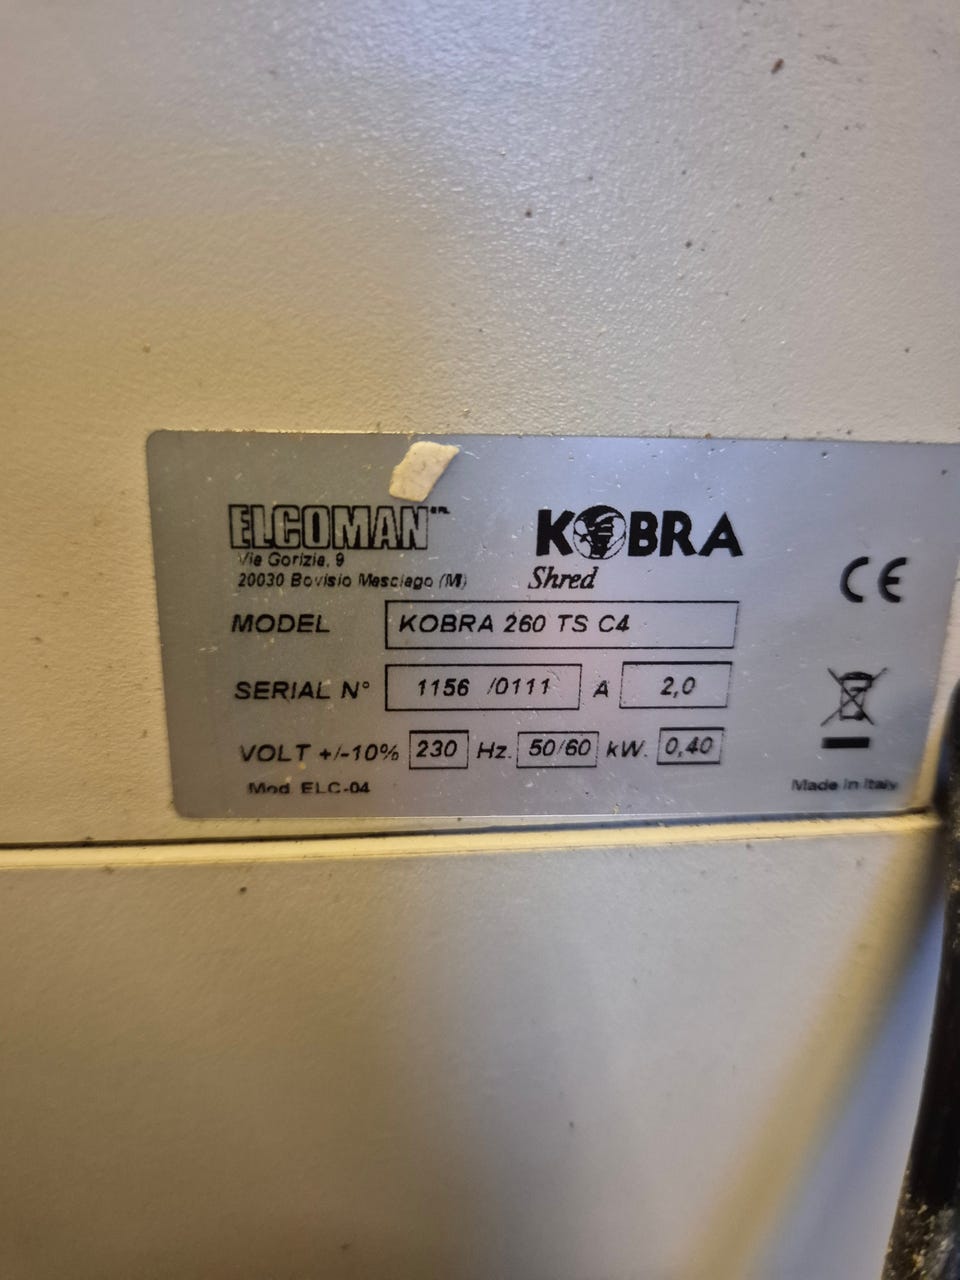 ELCOMAN SRL
Via Gorizia, 9
20030 Bovisio Masciago (MI)
KOBRA
Shred
CE
MODEL KOBRA 260 TS C4
SERIAL N° 1156 /0111 A 2,0
VOLT +/-10% 230 Hz. 50/60 kW. 0,40
Mod. ELC-04 Made in Italy